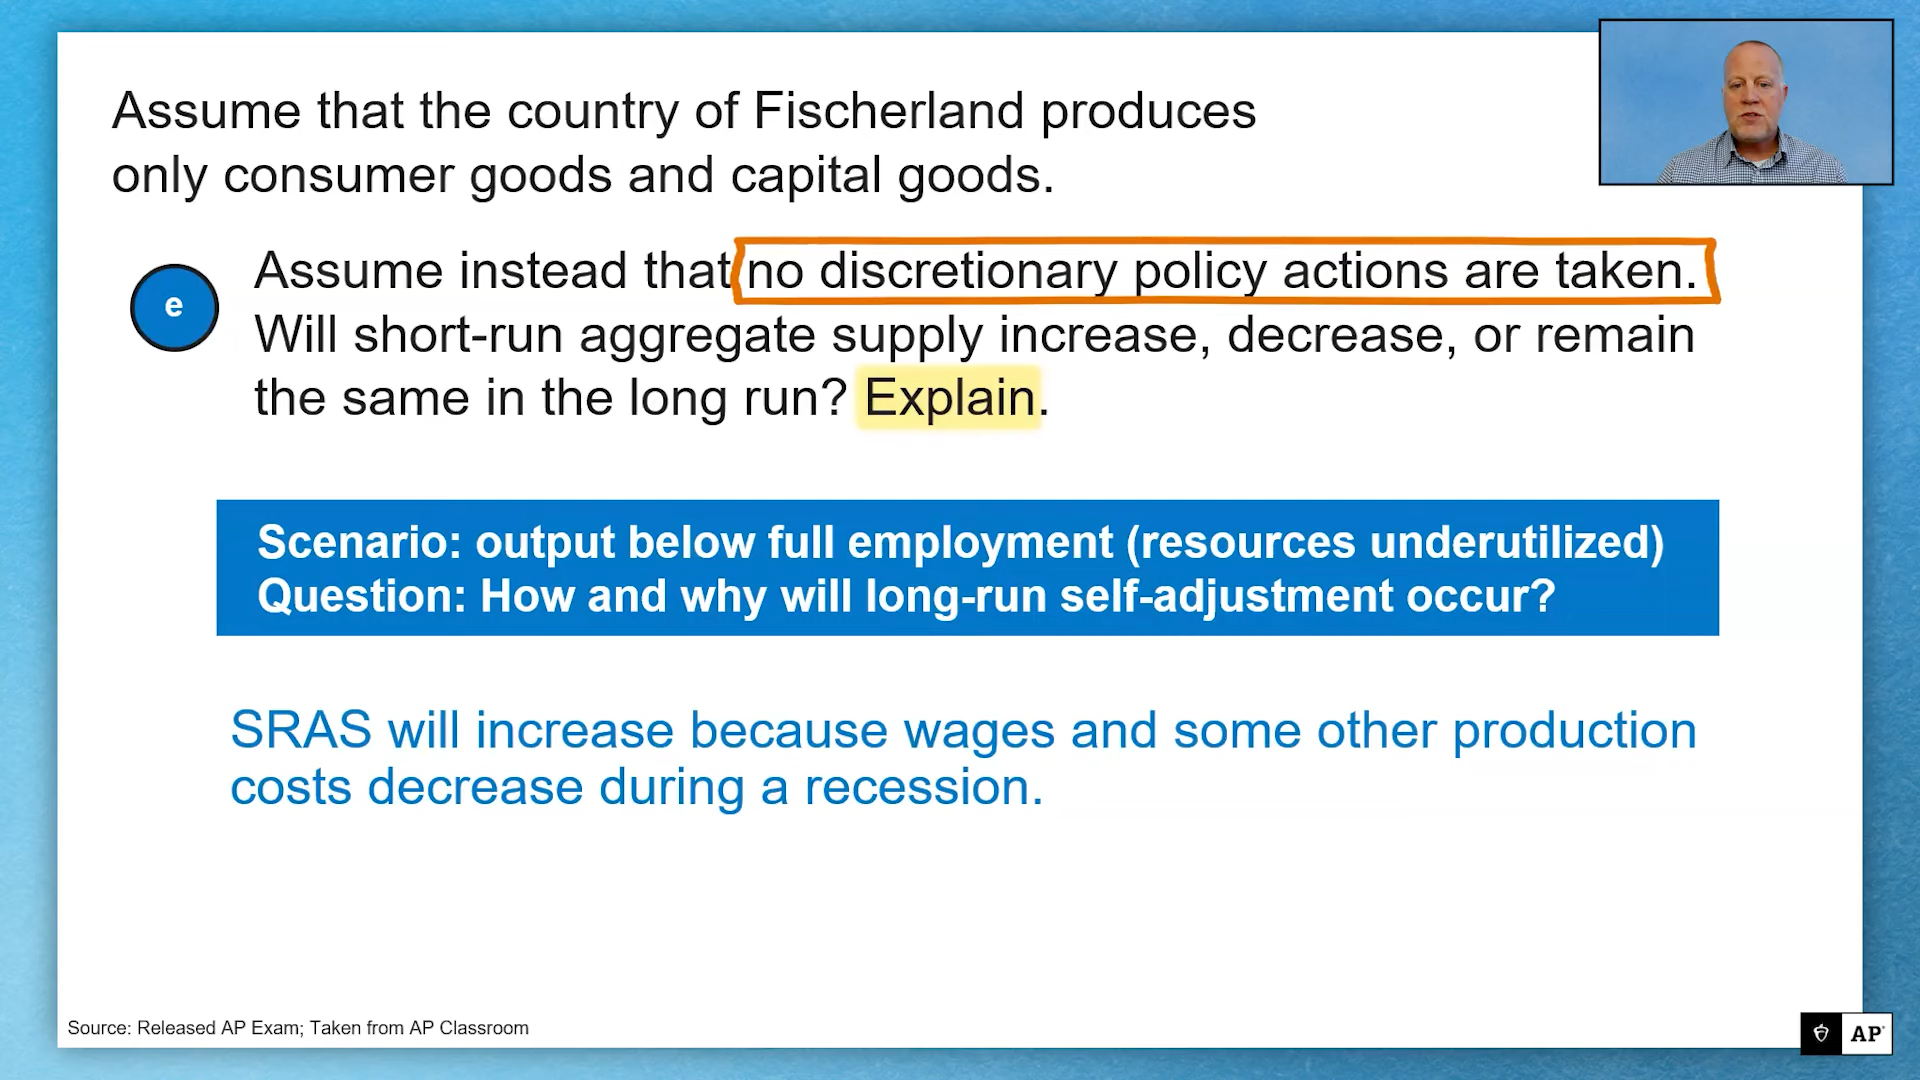 Assume that the country of Fischerland produces
only consumer goods and capital goods.
e
Assume instead that no discretionary policy actions are taken.
Will short-run aggregate supply increase, decrease, or remain
the same in the long run? Explain.
Scenario: output below full employment (resources underutilized)
Question: How and why will long-run self-adjustment occur?
SRAS will increase because wages and some other production
costs decrease during a recession.
Source: Released AP Exam; Taken from AP Classroom
AP